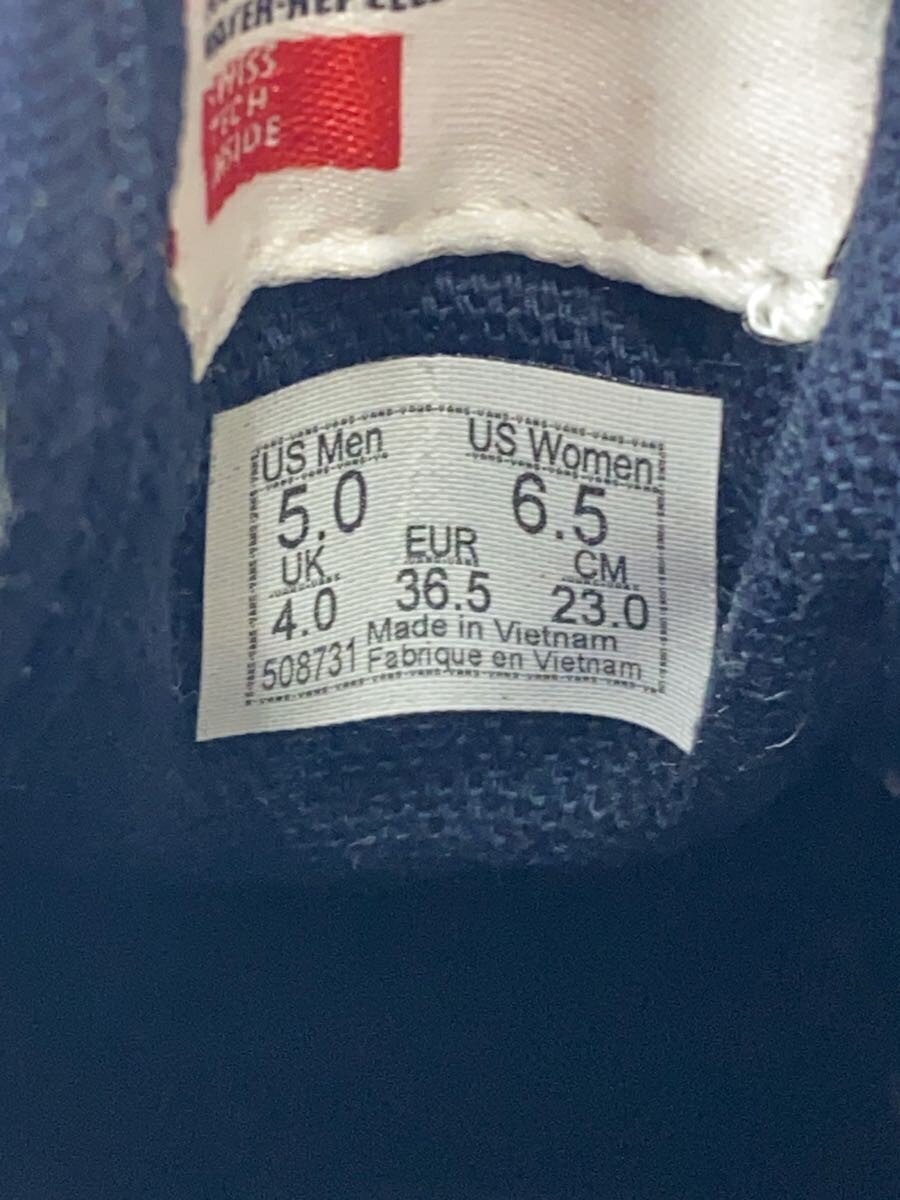 WATER-REPELL
SWISS
TECH
INSIDE
US Men US Women
5.0 6.5
UK EUR CM
4.0 36.5 23.0
Made in Vietnam
508731 Fabrique en Vietnam